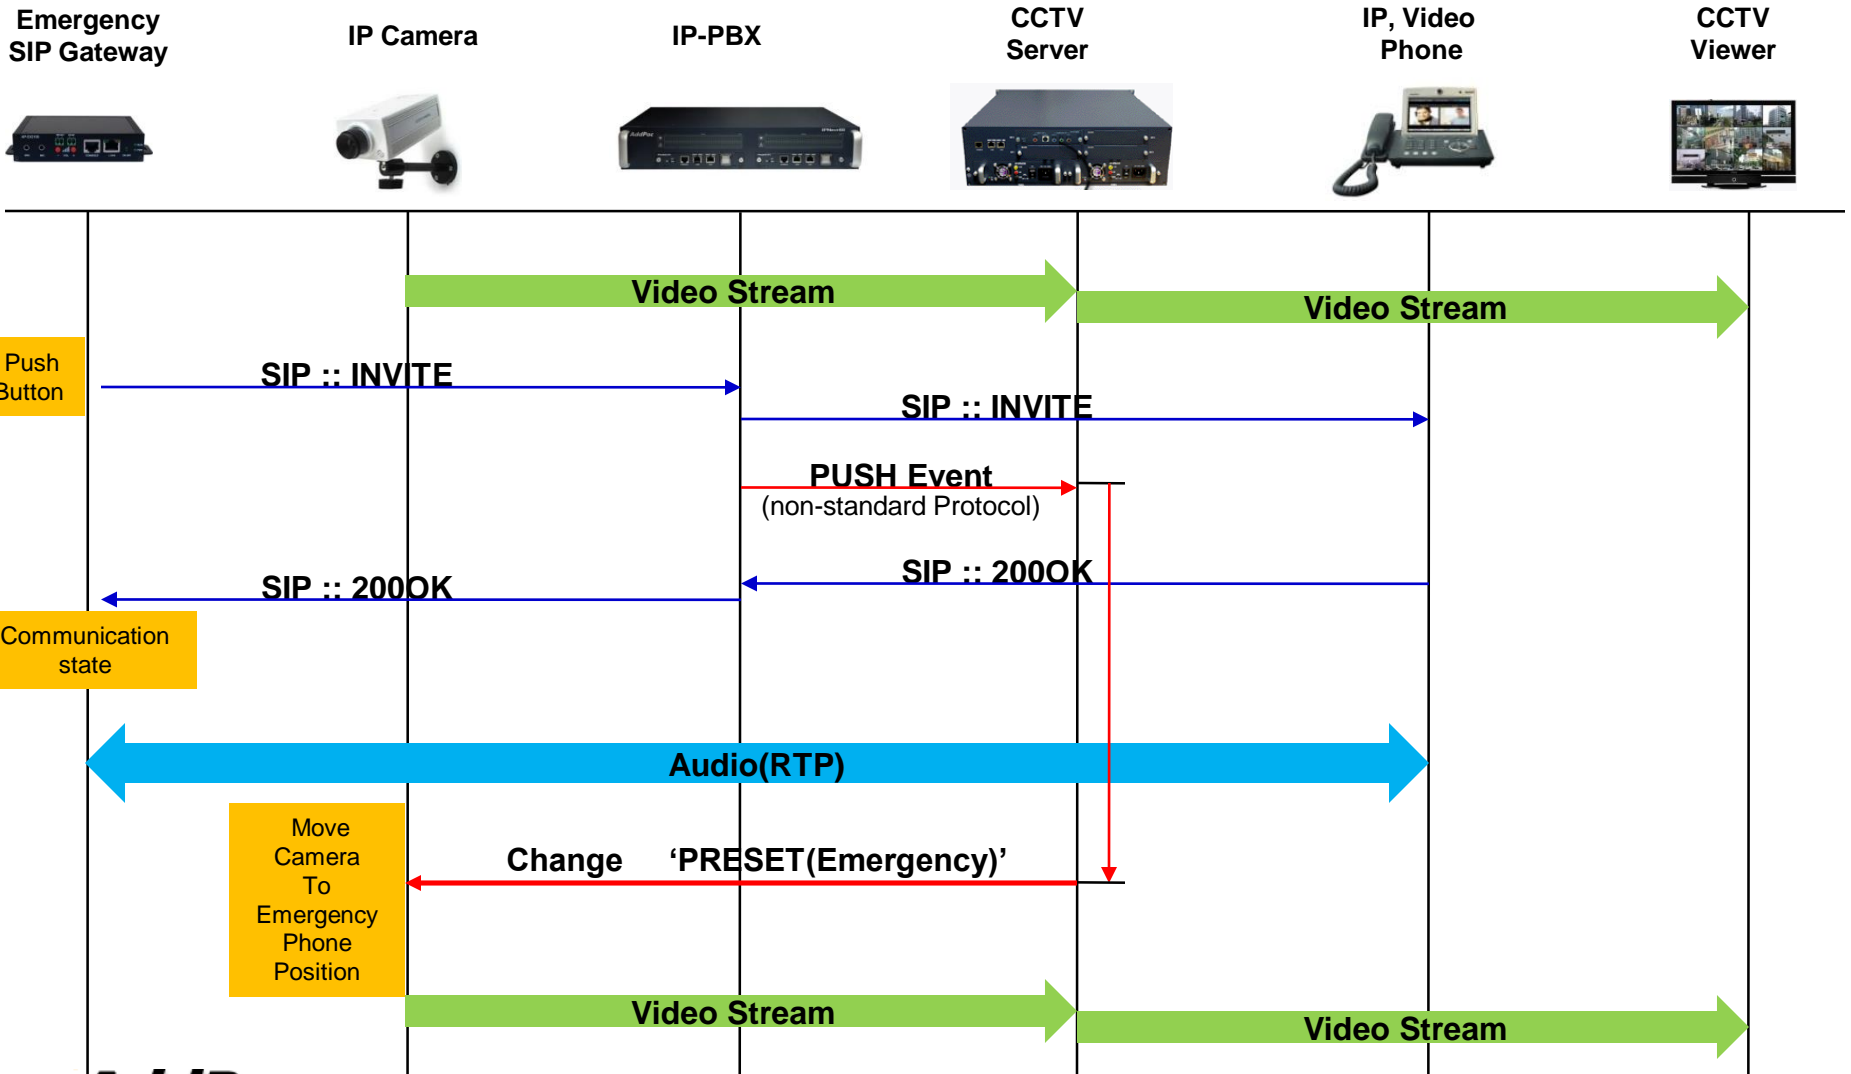 Emergency
SIP Gateway
IP Camera
IP-PBX
CCTV
Server
IP, Video
Phone
CCTV
Viewer
AddPac
Video Stream
Video Stream
Push
Button
SIP :: INVITE
SIP :: INVITE
PUSH Event
(non-standard Protocol)
SIP :: 200OK
SIP :: 200OK
Communication
state
Audio(RTP)
Move
Camera
To
Emergency
Phone
Position
Change ‘PRESET(Emergency)’
Video Stream
Video Stream